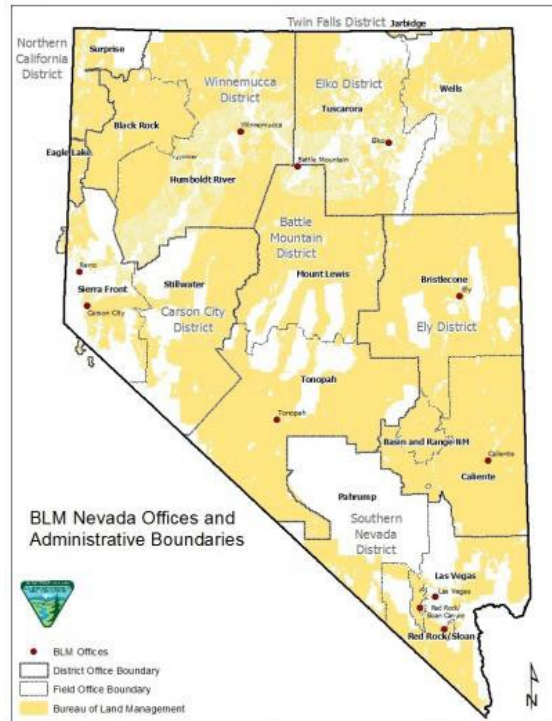 Twin Falls District
Jarbidge
Northern
California
District
Surprise
Winnemucca
District
Elko District
Wells
Tuscarora
Black Rock
Winnemucca
Elko
Eagle Lake
Battle Mountain
Humboldt River
Battle
Mountain
District
Reno
Sierra Front
Stillwater
Mount Lewis
Bristlecone
Ely
Carson City
Carson City
District
Ely District
Tonopah
Tonopah
Basin and Range NM
Caliente
Caliente
Pahrump
Southern
Nevada
District
BLM Nevada Offices and
Administrative Boundaries
Las Vegas
Las Vegas
Red Rock/
Sloan Canyon
Red Rock/Sloan
BLM Offices
District Office Boundary
Field Office Boundary
Bureau of Land Management
N